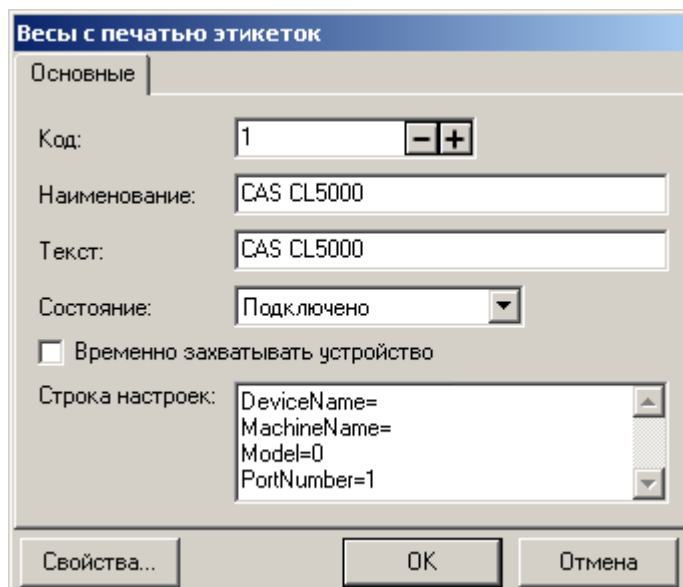 Весы с печатью этикеток
Основные
Код: 1
Наименование: CAS CL5000
Текст: CAS CL5000
Состояние: Подключено
Временно захватывать устройство
Строка настроек: DeviceName=
MachineName=
Model=0
PortNumber=1
Свойства... OK Отмена